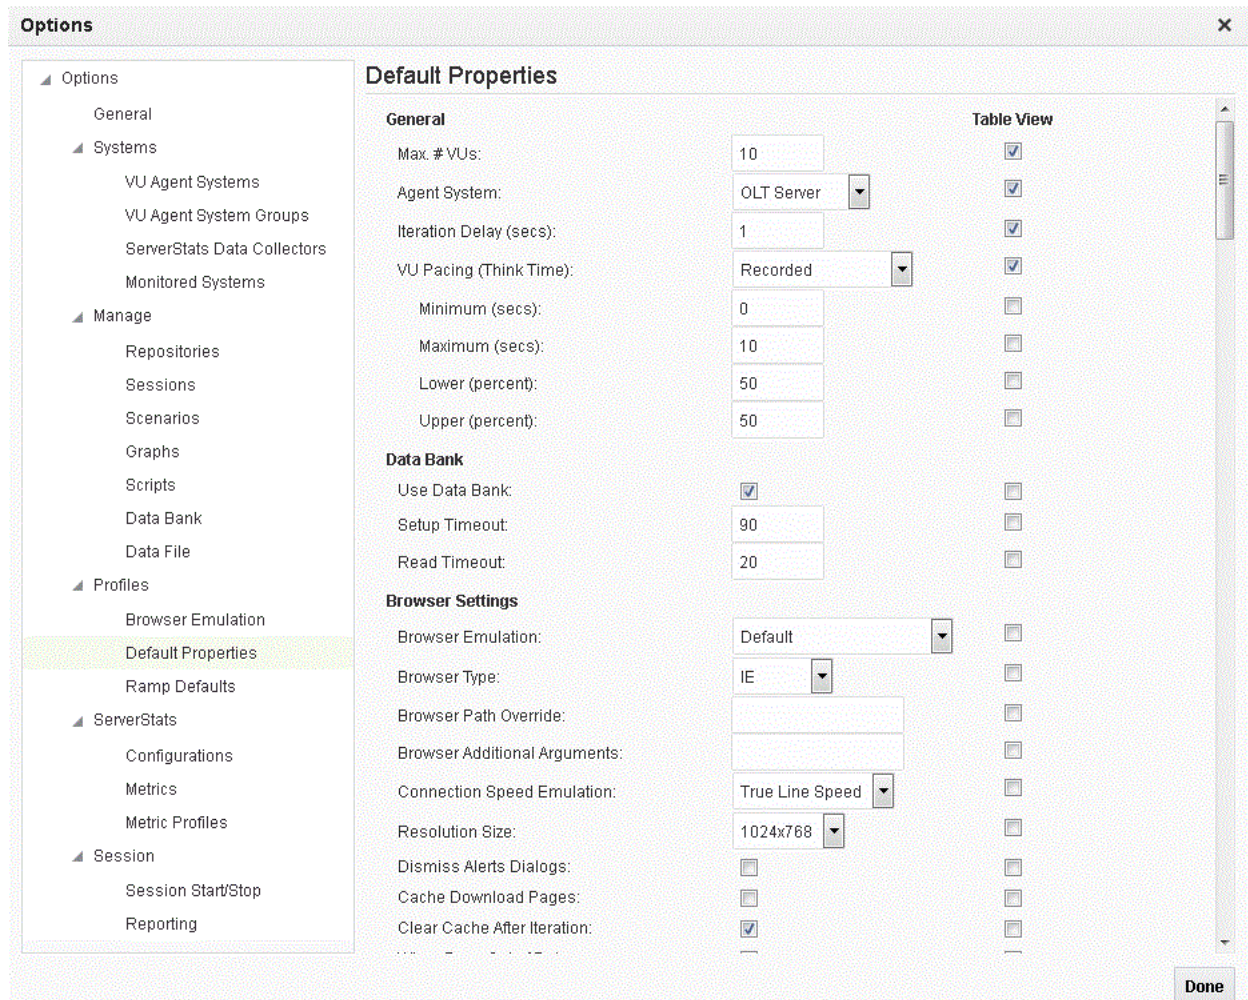 Options
Options
General
Systems
VU Agent Systems
VU Agent System Groups
ServerStats Data Collectors
Monitored Systems
Manage
Repositories
Sessions
Scenarios
Graphs
Scripts
Data Bank
Data File
Profiles
Browser Emulation
Default Properties
Ramp Defaults
ServerStats
Configurations
Metrics
Metric Profiles
Session
Session Start/Stop
Reporting
Default Properties
General Table View
Max. # VUs: 10
Agent System: OLT Server
Iteration Delay (secs): 1
VU Pacing (Think Time): Recorded
Minimum (secs): 0
Maximum (secs): 10
Lower (percent): 50
Upper (percent): 50
Data Bank
Use Data Bank:
Setup Timeout: 90
Read Timeout: 20
Browser Settings
Browser Emulation: Default
Browser Type: IE
Browser Path Override:
Browser Additional Arguments:
Connection Speed Emulation: True Line Speed
Resolution Size: 1024x768
Dismiss Alerts Dialogs:
Cache Download Pages:
Clear Cache After Iteration:
Done